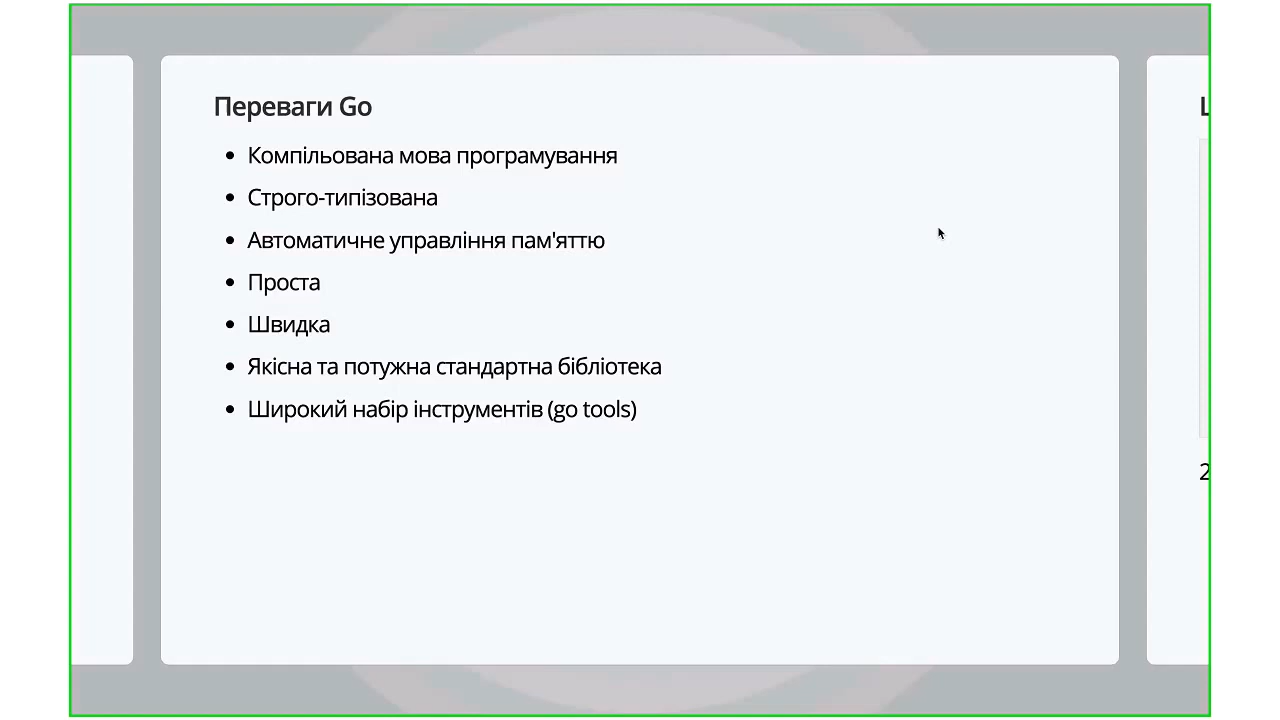 Переваги Go
Компільована мова програмування
Строго-типізована
Автоматичне управління пам'яттю
Проста
Швидка
Якісна та потужна стандартна бібліотека
Широкий набір інструментів (go tools)
2